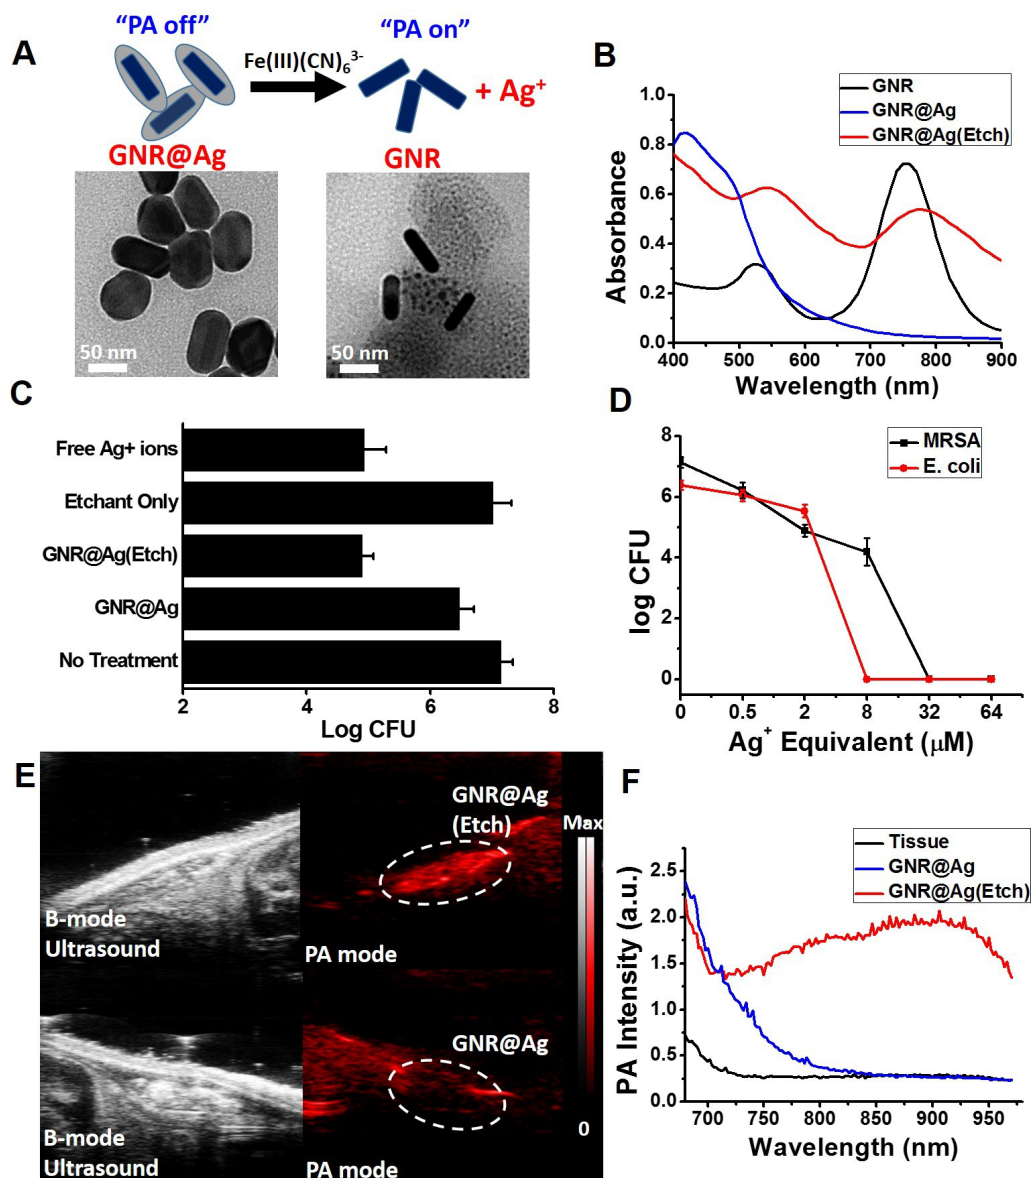 A
"PA off"
"PA on"
Fe(III)(CN)₆³⁻
+ Ag⁺
GNR@Ag
GNR
50 nm
50 nm
B
GNR
GNR@Ag
GNR@Ag(Etch)
1.0
0.8
0.6
0.4
0.2
0.0
Absorbance
400 500 600 700 800 900
Wavelength (nm)
C
Free Ag+ ions
Etchant Only
GNR@Ag(Etch)
GNR@Ag
No Treatment
2 4 6 8
Log CFU
D
MRSA
E. coli
8
6
4
2
0
log CFU
0 0.5 2 8 32 64
Ag⁺ Equivalent (μM)
E
B-mode
Ultrasound
GNR@Ag
(Etch)
PA mode
Max
B-mode
Ultrasound
GNR@Ag
PA mode
0
F
Tissue
GNR@Ag
GNR@Ag(Etch)
2.5
2.0
1.5
1.0
0.5
0.0
PA Intensity (a.u.)
700 750 800 850 900 950
Wavelength (nm)